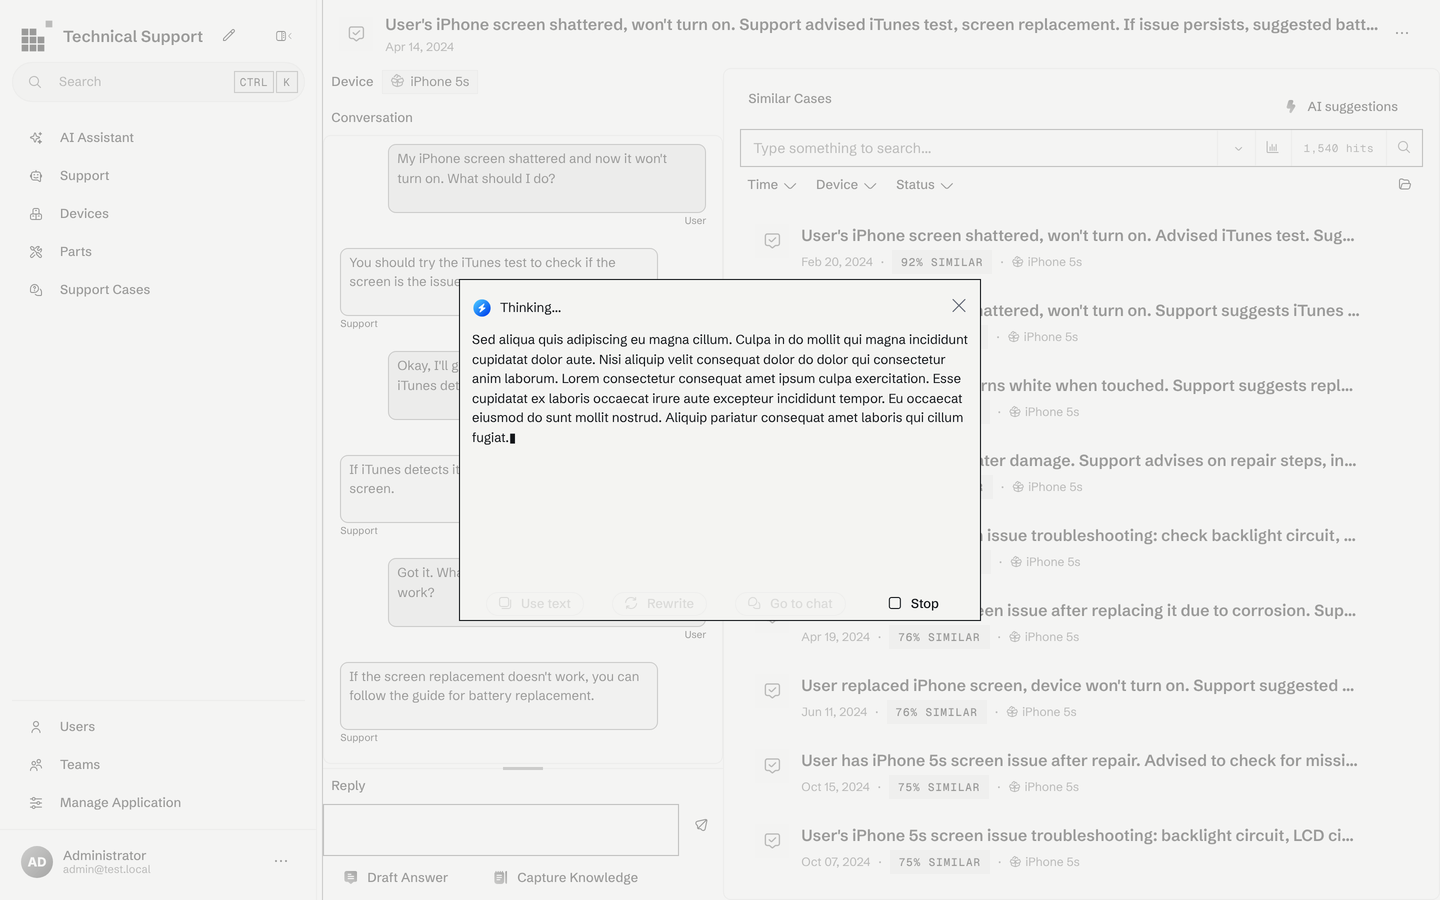 Technical Support
Search
CTRL K
AI Assistant
Support
Devices
Parts
Support Cases
Users
Teams
Manage Application
AD
Administrator
admin@test.local
User's iPhone screen shattered, won't turn on. Support advised iTunes test, screen replacement. If issue persists, suggested batt...
Apr 14, 2024
Device
iPhone 5s
Conversation
My iPhone screen shattered and now it won't
turn on. What should I do?
User
You should try the iTunes test to check if the
screen is the issue
Support
Okay, I'll g
iTunes det
If iTunes detects it
screen.
Support
Got it. Wha
work?
User
If the screen replacement doesn't work, you can
follow the guide for battery replacement.
Support
Reply
Draft Answer
Capture Knowledge
Thinking...
Sed aliqua quis adipiscing eu magna cillum. Culpa in do mollit qui magna incididunt
cupidatat dolor aute. Nisi aliquip velit consequat dolor do dolor qui consectetur
anim laborum. Lorem consectetur consequat amet ipsum culpa exercitation. Esse
cupidatat ex laboris occaecat irure aute excepteur incididunt tempor. Eu occaecat
eiusmod do sunt mollit nostrud. Aliquip pariatur consequat amet laboris qui cillum
fugiat.
Use text
Rewrite
Go to chat
Stop
Similar Cases
AI suggestions
Type something to search...
1,540 hits
Time
Device
Status
User's iPhone screen shattered, won't turn on. Advised iTunes test. Sug...
Feb 20, 2024 · 92% SIMILAR · iPhone 5s
attered, won't turn on. Support suggests iTunes ...
· iPhone 5s
rns white when touched. Support suggests repl...
· iPhone 5s
ater damage. Support advises on repair steps, in...
· iPhone 5s
issue troubleshooting: check backlight circuit, ...
· iPhone 5s
en issue after replacing it due to corrosion. Sup...
Apr 19, 2024 · 76% SIMILAR · iPhone 5s
User replaced iPhone screen, device won't turn on. Support suggested ...
Jun 11, 2024 · 76% SIMILAR · iPhone 5s
User has iPhone 5s screen issue after repair. Advised to check for missi...
Oct 15, 2024 · 75% SIMILAR · iPhone 5s
User's iPhone 5s screen issue troubleshooting: backlight circuit, LCD ci...
Oct 07, 2024 · 75% SIMILAR · iPhone 5s